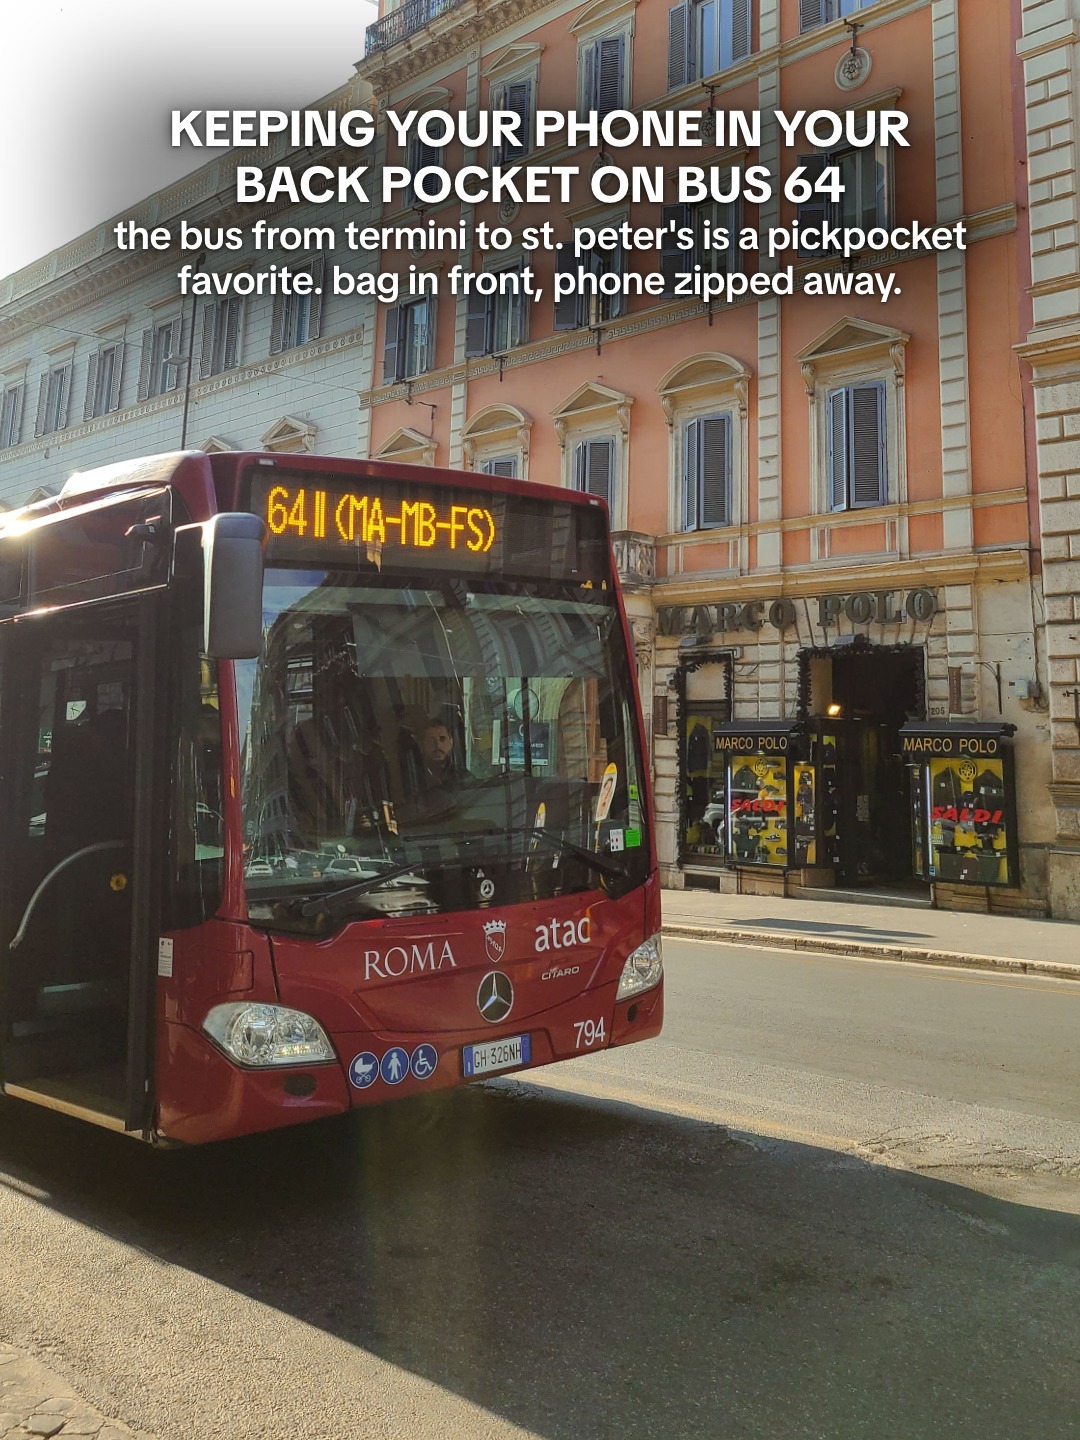 KEEPING YOUR PHONE IN YOUR
BACK POCKET ON BUS 64
the bus from termini to st. peter's is a pickpocket
favorite. bag in front, phone zipped away.
64 II (MA-MB-FS)
MARCO POLO
205
MARCO POLO
MARCO POLO
SALDI
SALDI
ROMA
atac
CITARO
794
GH 326NH